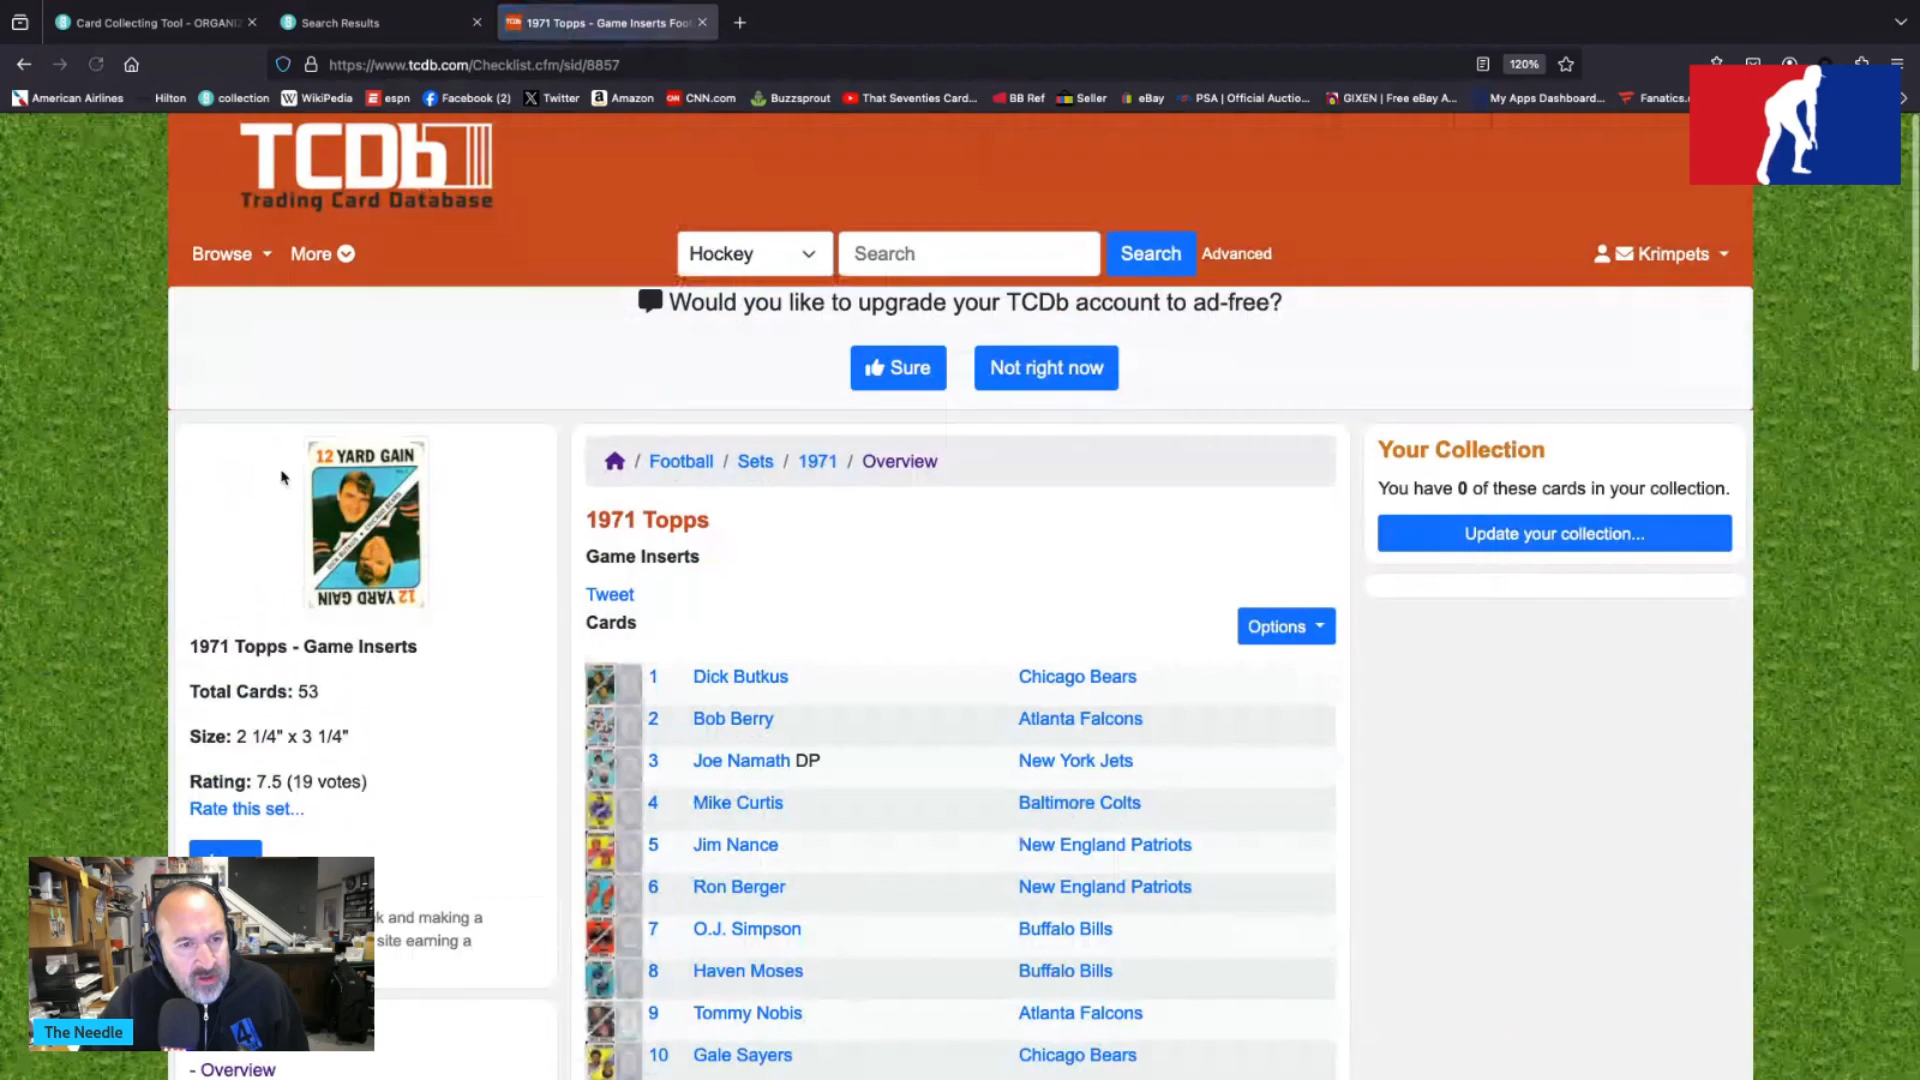 Card Collecting Tool - ORGANIZ
Search Results
1971 Topps - Game Inserts Foot
https://www.tcdb.com/Checklist.cfm/sid/8857
120%
American Airlines
Hilton
collection
WikiPedia
espn
Facebook (2)
Twitter
Amazon
CNN.com
Buzzsprout
That Seventies Card...
BB Ref
Seller
eBay
PSA | Official Auctio...
GIXEN | Free eBay A...
My Apps Dashboard...
Fanatics.
TCDb
Trading Card Database
Browse
More
Hockey
Search
Search
Advanced
Krimpets
Would you like to upgrade your TCDb account to ad-free?
Sure
Not right now
12 YARD GAIN
DICK BUTKUS • CHICAGO BEARS
12 YARD GAIN
1971 Topps - Game Inserts
Total Cards: 53
Size: 2 1/4" x 3 1/4"
Rating: 7.5 (19 votes)
Rate this set...
k and making a
site earning a
- Overview
The Needle
Football / Sets / 1971 / Overview
1971 Topps
Game Inserts
Tweet
Cards
Options
1 Dick Butkus Chicago Bears
2 Bob Berry Atlanta Falcons
3 Joe Namath DP New York Jets
4 Mike Curtis Baltimore Colts
5 Jim Nance New England Patriots
6 Ron Berger New England Patriots
7 O.J. Simpson Buffalo Bills
8 Haven Moses Buffalo Bills
9 Tommy Nobis Atlanta Falcons
10 Gale Sayers Chicago Bears
Your Collection
You have 0 of these cards in your collection.
Update your collection...